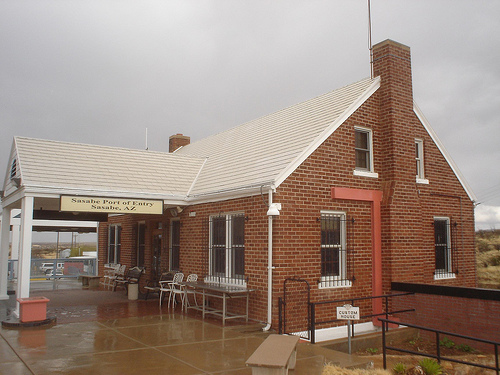 Sasabe Port of Entry
Sasabe, AZ
CUSTOM
HOUSE